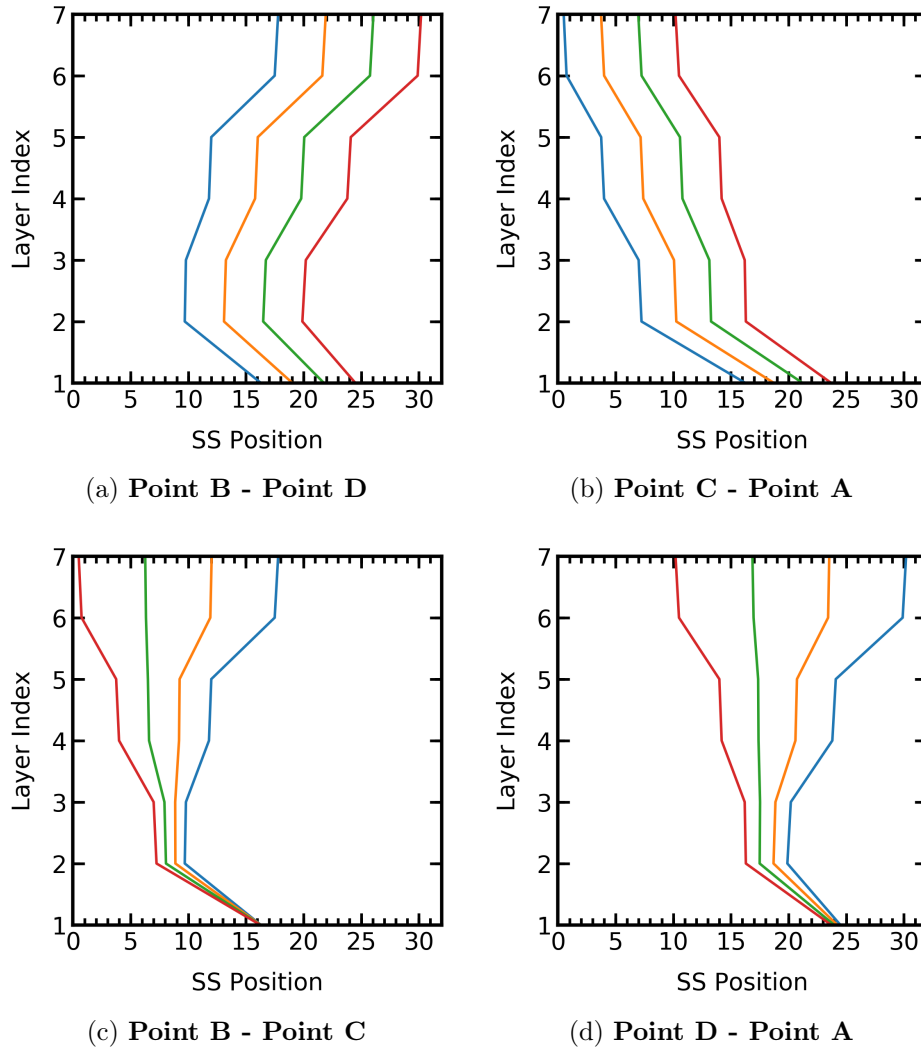 7
6
5
4
3
2
1
Layer Index
0 5 10 15 20 25 30
SS Position
(a) Point B - Point D
7
6
5
4
3
2
1
Layer Index
0 5 10 15 20 25 30
SS Position
(b) Point C - Point A
7
6
5
4
3
2
1
Layer Index
0 5 10 15 20 25 30
SS Position
(c) Point B - Point C
7
6
5
4
3
2
1
Layer Index
0 5 10 15 20 25 30
SS Position
(d) Point D - Point A